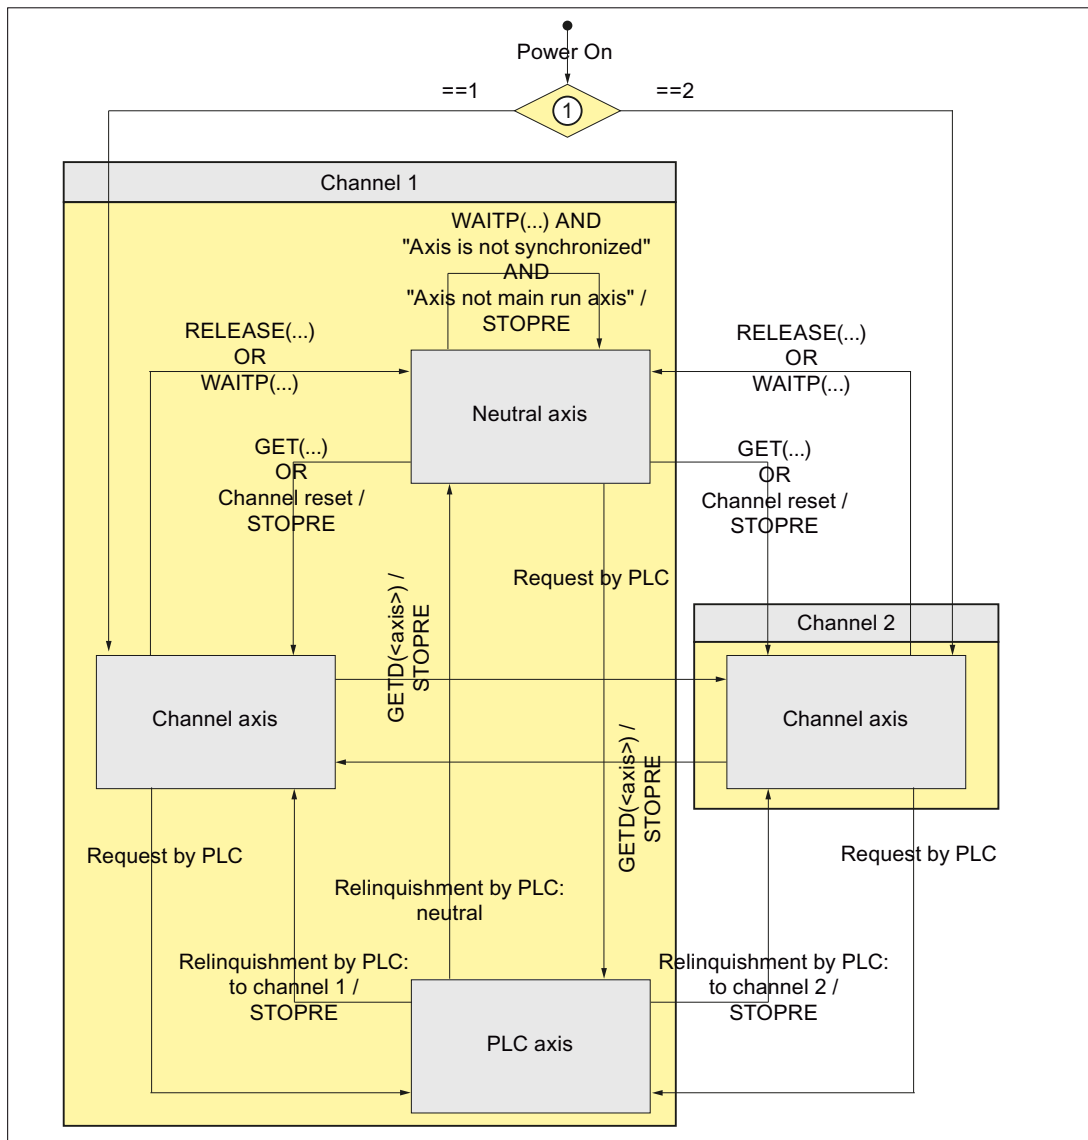 Power On
==1
1
==2
Channel 1
WAITP(...) AND
"Axis is not synchronized"
AND
"Axis not main run axis" /
STOPRE
RELEASE(...)
OR
WAITP(...)
RELEASE(...)
OR
WAITP(...)
Neutral axis
GET(...)
OR
Channel reset /
STOPRE
GET(...)
OR
Channel reset /
STOPRE
Request by PLC
GETD(<axis>) /
STOPRE
Channel 2
Channel axis
Channel axis
GETD(<axis>) /
STOPRE
Request by PLC
Request by PLC
Relinquishment by PLC:
neutral
Relinquishment by PLC:
to channel 1 /
STOPRE
Relinquishment by PLC:
to channel 2 /
STOPRE
PLC axis